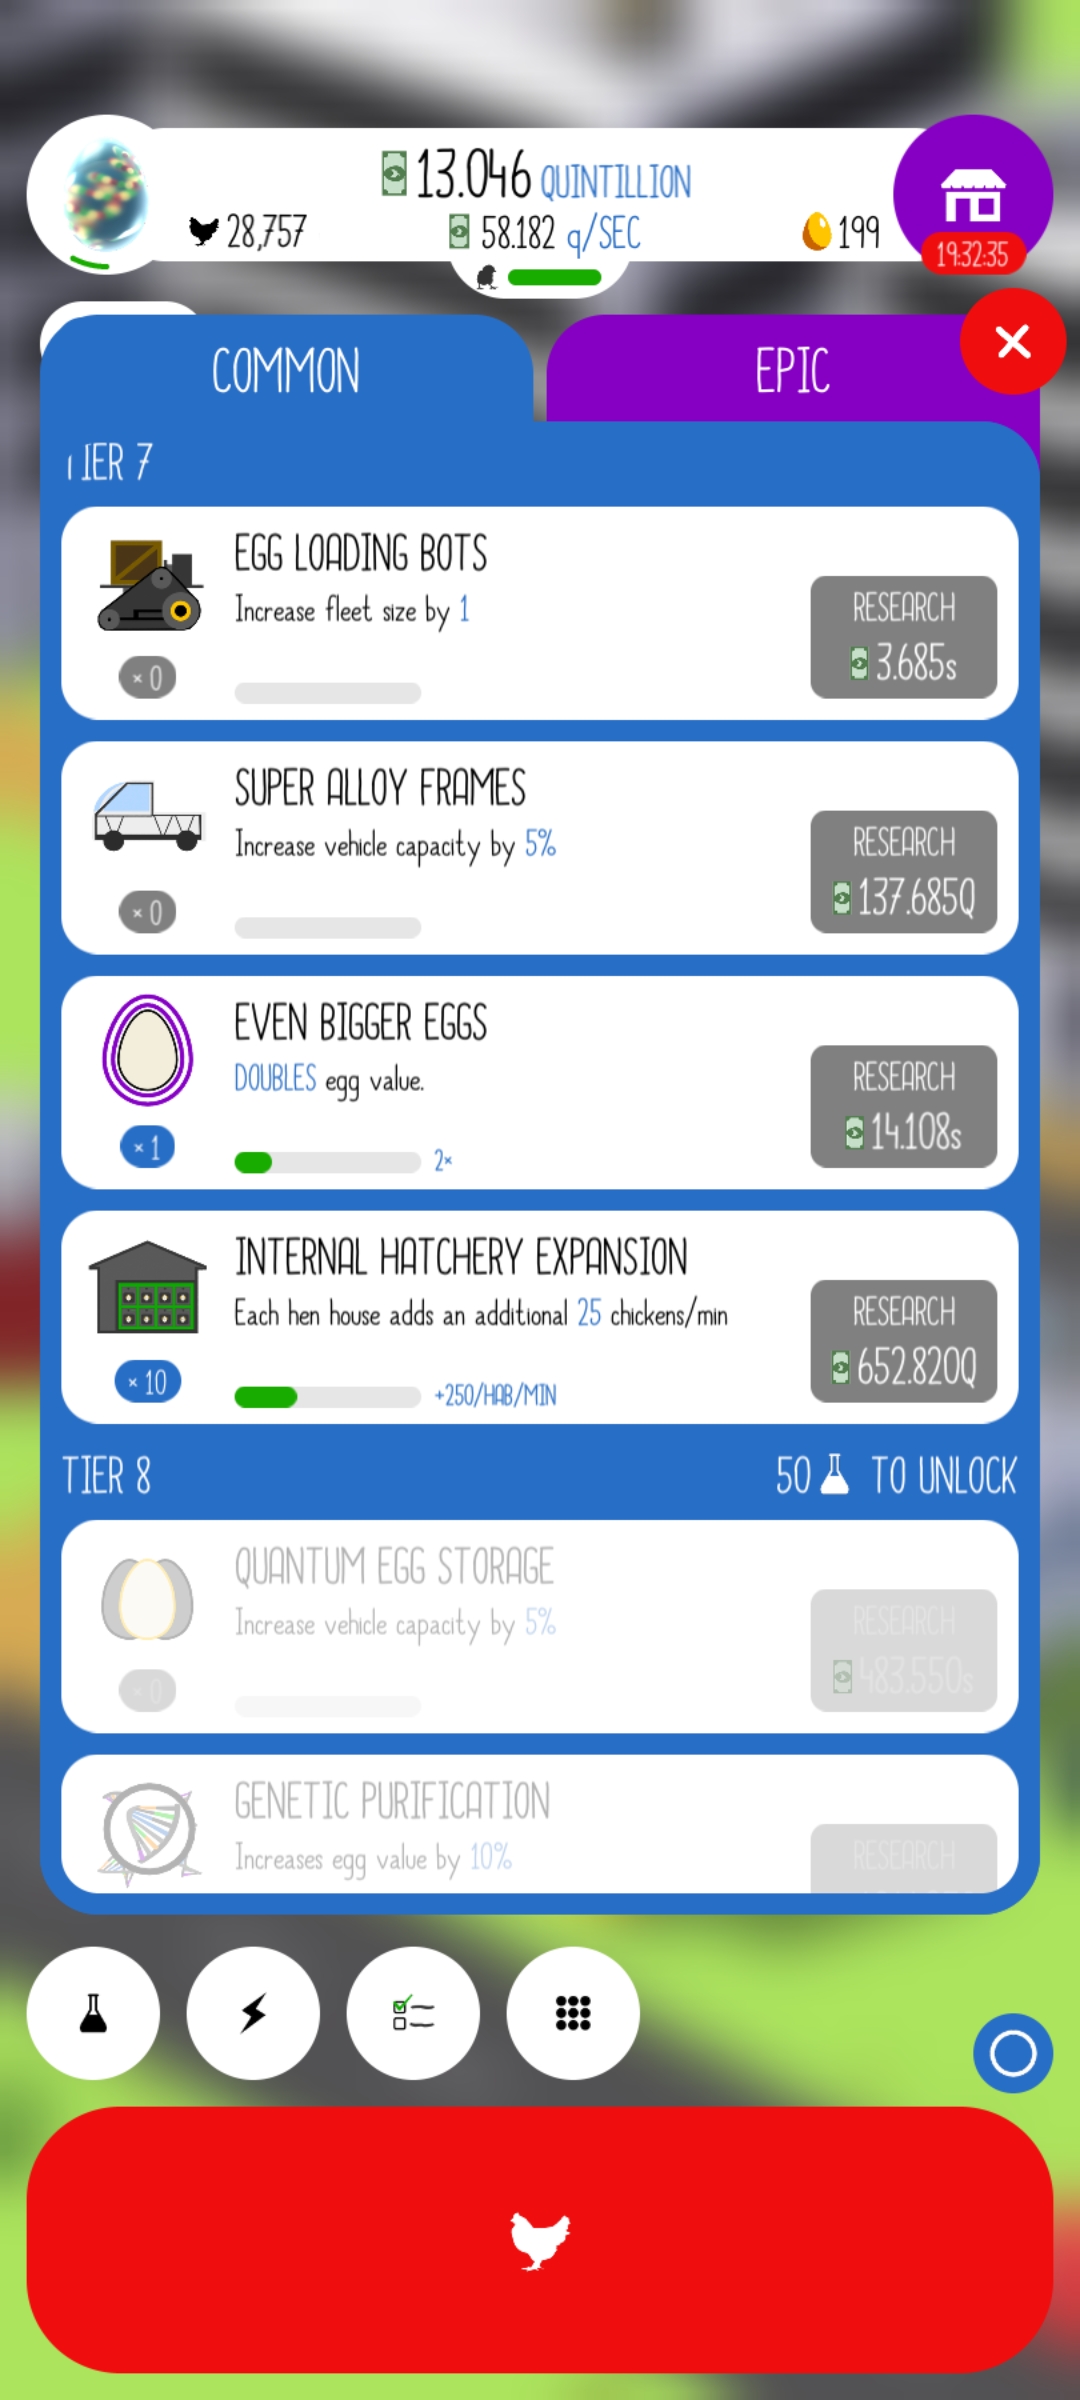 13.046 QUINTILLION
28,757
58.182 q/SEC
199
19:32:35
COMMON
EPIC
TIER 7
EGG LOADING BOTS
Increase fleet size by 1
× 0
RESEARCH
3.685s
SUPER ALLOY FRAMES
Increase vehicle capacity by 5%
× 0
RESEARCH
137.685Q
EVEN BIGGER EGGS
DOUBLES egg value.
× 1
2×
RESEARCH
14.108s
INTERNAL HATCHERY EXPANSION
Each hen house adds an additional 25 chickens/min
× 10
+250/HAB/MIN
RESEARCH
652.820Q
TIER 8
50 TO UNLOCK
QUANTUM EGG STORAGE
Increase vehicle capacity by 5%
× 0
RESEARCH
483.550s
GENETIC PURIFICATION
Increases egg value by 10%
RESEARCH